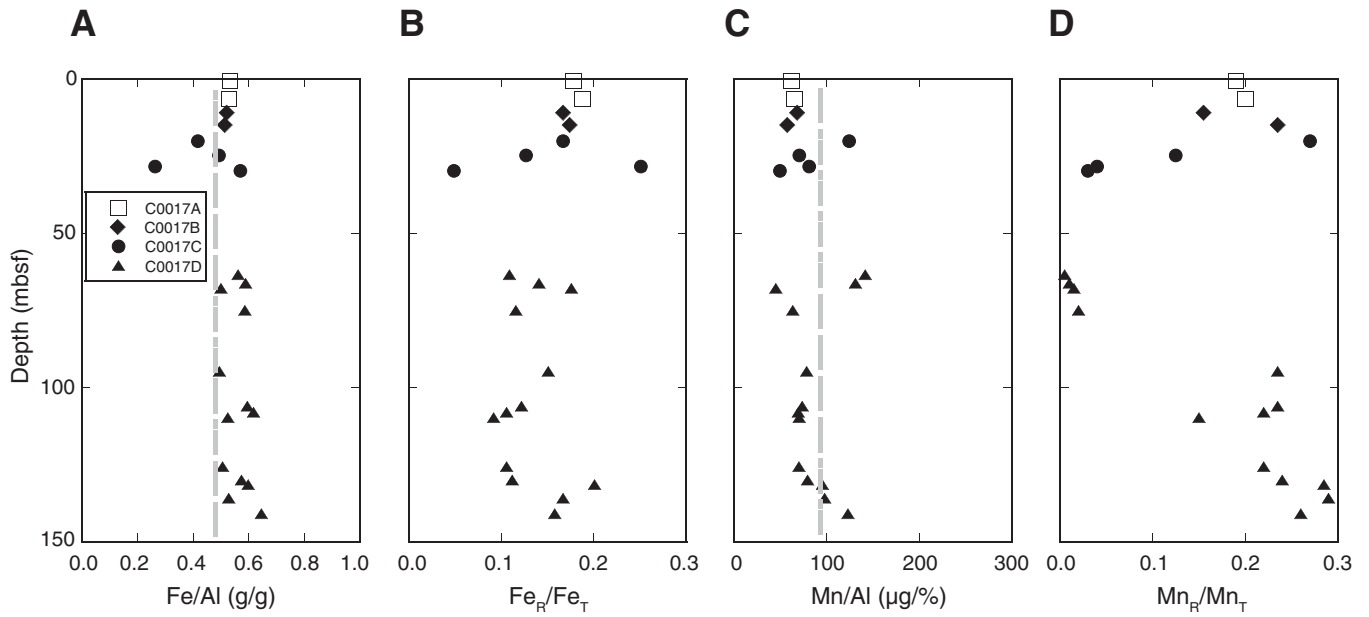 A B C D
0
50
100
150
Depth (mbsf)
C0017A
C0017B
C0017C
C0017D
0.0 0.2 0.4 0.6 0.8 1.0
Fe/Al (g/g)
0.0 0.1 0.2 0.3
Fe_R/Fe_T
0 100 200 300
Mn/Al (µg/%)
0.0 0.1 0.2 0.3
Mn_R/Mn_T